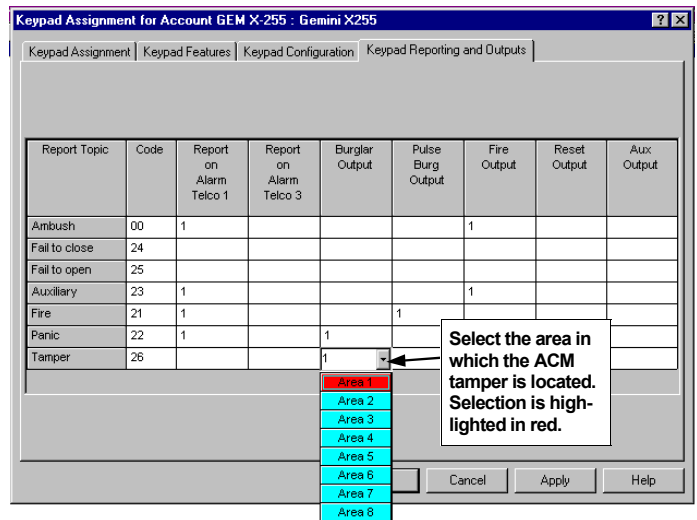 Keypad Assignment for Account GEM X-255 : Gemini X255
Keypad Assignment Keypad Features Keypad Configuration Keypad Reporting and Outputs
Report Topic Code Report on Alarm Telco 1 Report on Alarm Telco 3 Burglar Output Pulse Burg Output Fire Output Reset Output Aux Output
Ambush 00 1 1
Fail to close 24
Fail to open 25
Auxiliary 23 1 1
Fire 21 1 1
Panic 22 1 1
Tamper 26 1
Select the area in
which the ACM
tamper is located.
Selection is high-
lighted in red.
Area 1
Area 2
Area 3
Area 4
Area 5
Area 6
Area 7
Area 8
Cancel Apply Help